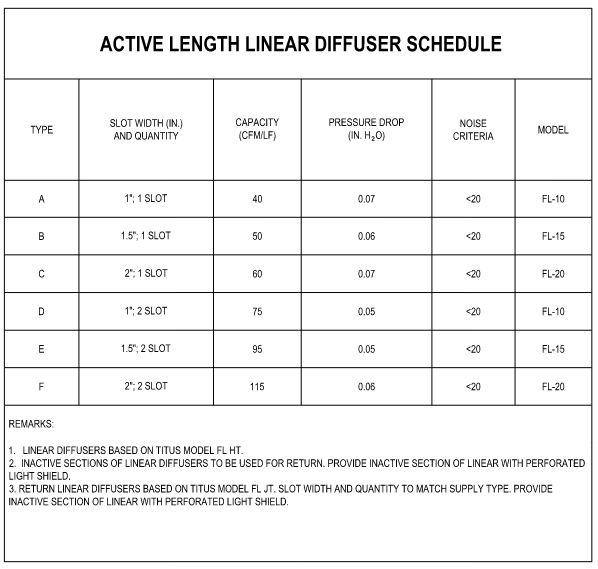 ACTIVE LENGTH LINEAR DIFFUSER SCHEDULE
TYPE
SLOT WIDTH (IN.)
AND QUANTITY
CAPACITY
(CFM/LF)
PRESSURE DROP
(IN. H₂O)
NOISE
CRITERIA
MODEL
A 1"; 1 SLOT 40 0.07 <20 FL-10
B 1.5"; 1 SLOT 50 0.06 <20 FL-15
C 2"; 1 SLOT 60 0.07 <20 FL-20
D 1"; 2 SLOT 75 0.05 <20 FL-10
E 1.5"; 2 SLOT 95 0.05 <20 FL-15
F 2"; 2 SLOT 115 0.06 <20 FL-20
REMARKS:
1. LINEAR DIFFUSERS BASED ON TITUS MODEL FL HT.
2. INACTIVE SECTIONS OF LINEAR DIFFUSERS TO BE USED FOR RETURN. PROVIDE INACTIVE SECTION OF LINEAR WITH PERFORATED
LIGHT SHIELD.
3. RETURN LINEAR DIFFUSERS BASED ON TITUS MODEL FL JT. SLOT WIDTH AND QUANTITY TO MATCH SUPPLY TYPE. PROVIDE
INACTIVE SECTION OF LINEAR WITH PERFORATED LIGHT SHIELD.